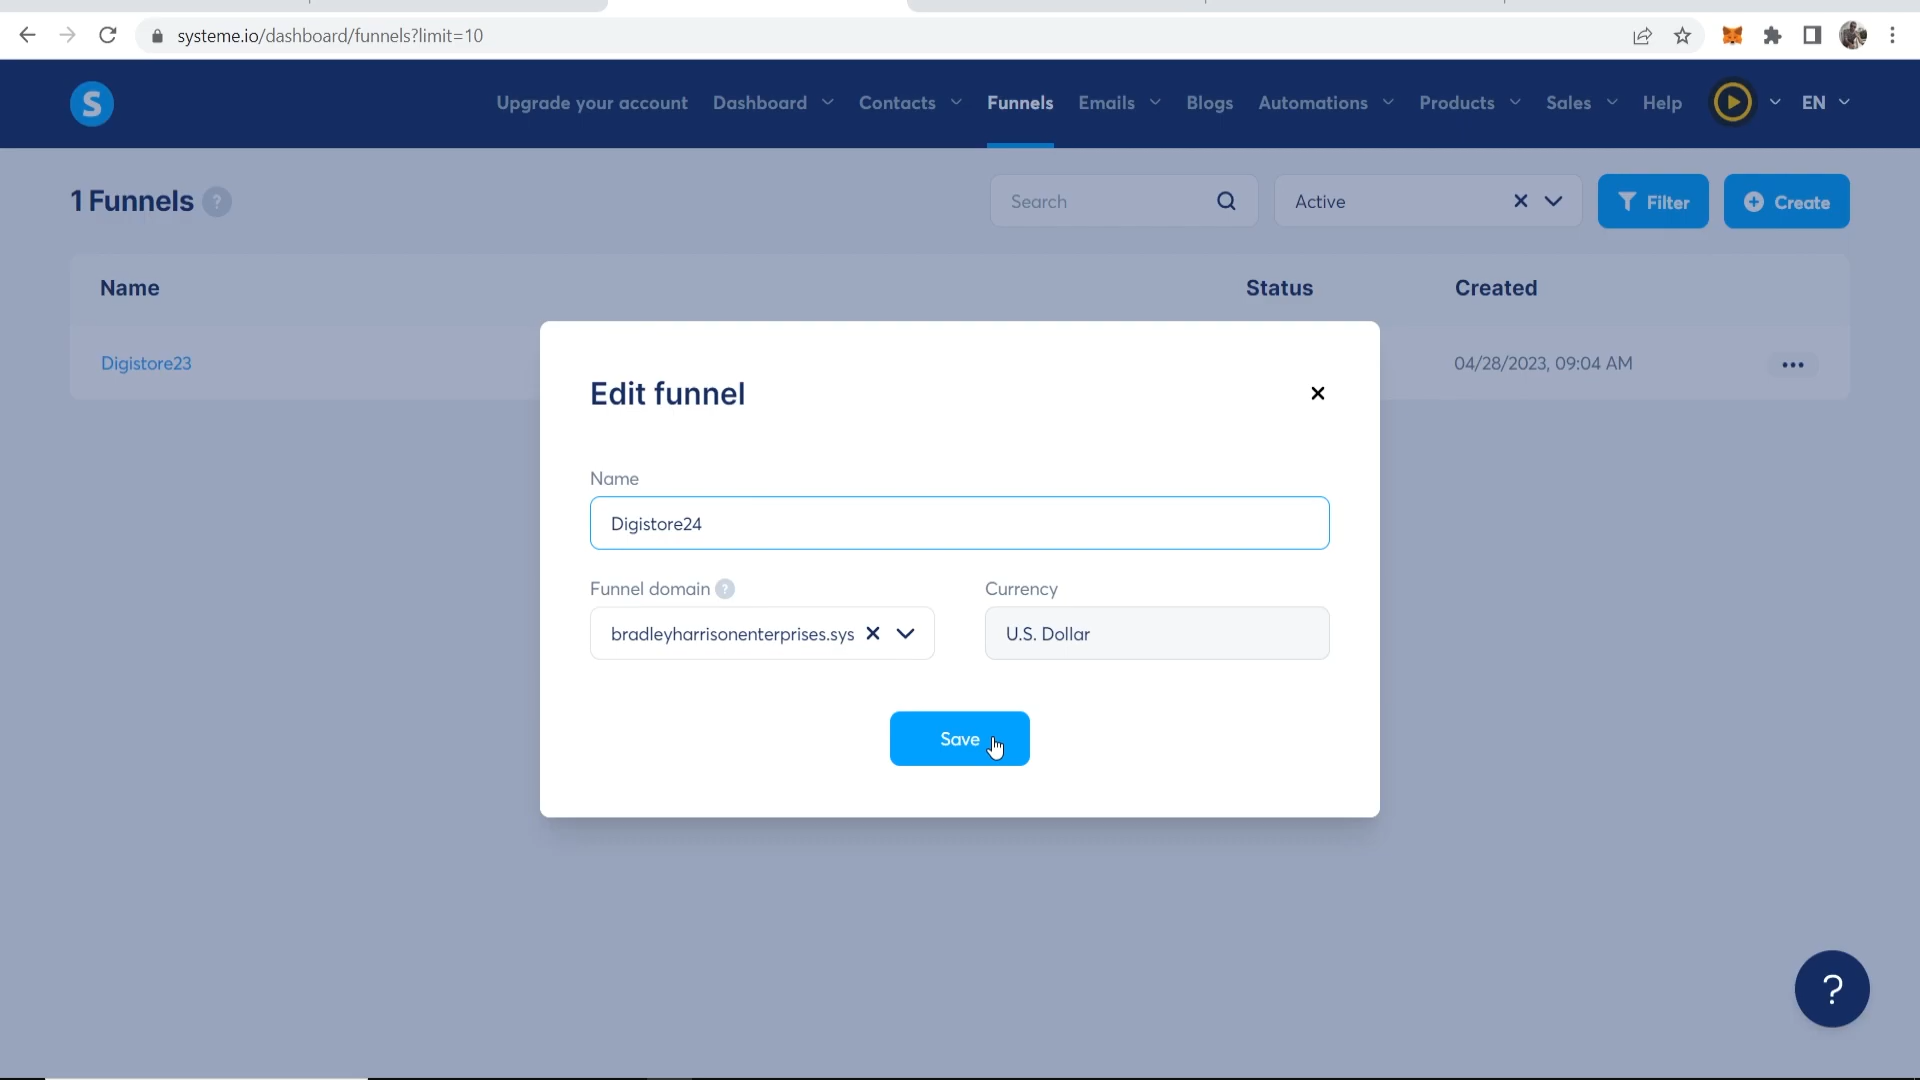 systeme.io/dashboard/funnels?limit=10
S
Upgrade your account Dashboard Contacts Funnels Emails Blogs Automations Products Sales Help EN
1 Funnels ?
Search
Active
Filter
Create
Name Status Created
Digistore23 04/28/2023, 09:04 AM
Edit funnel
Name
Digistore24
Funnel domain ? Currency
bradleyharrisonenterprises.sys U.S. Dollar
Save
?